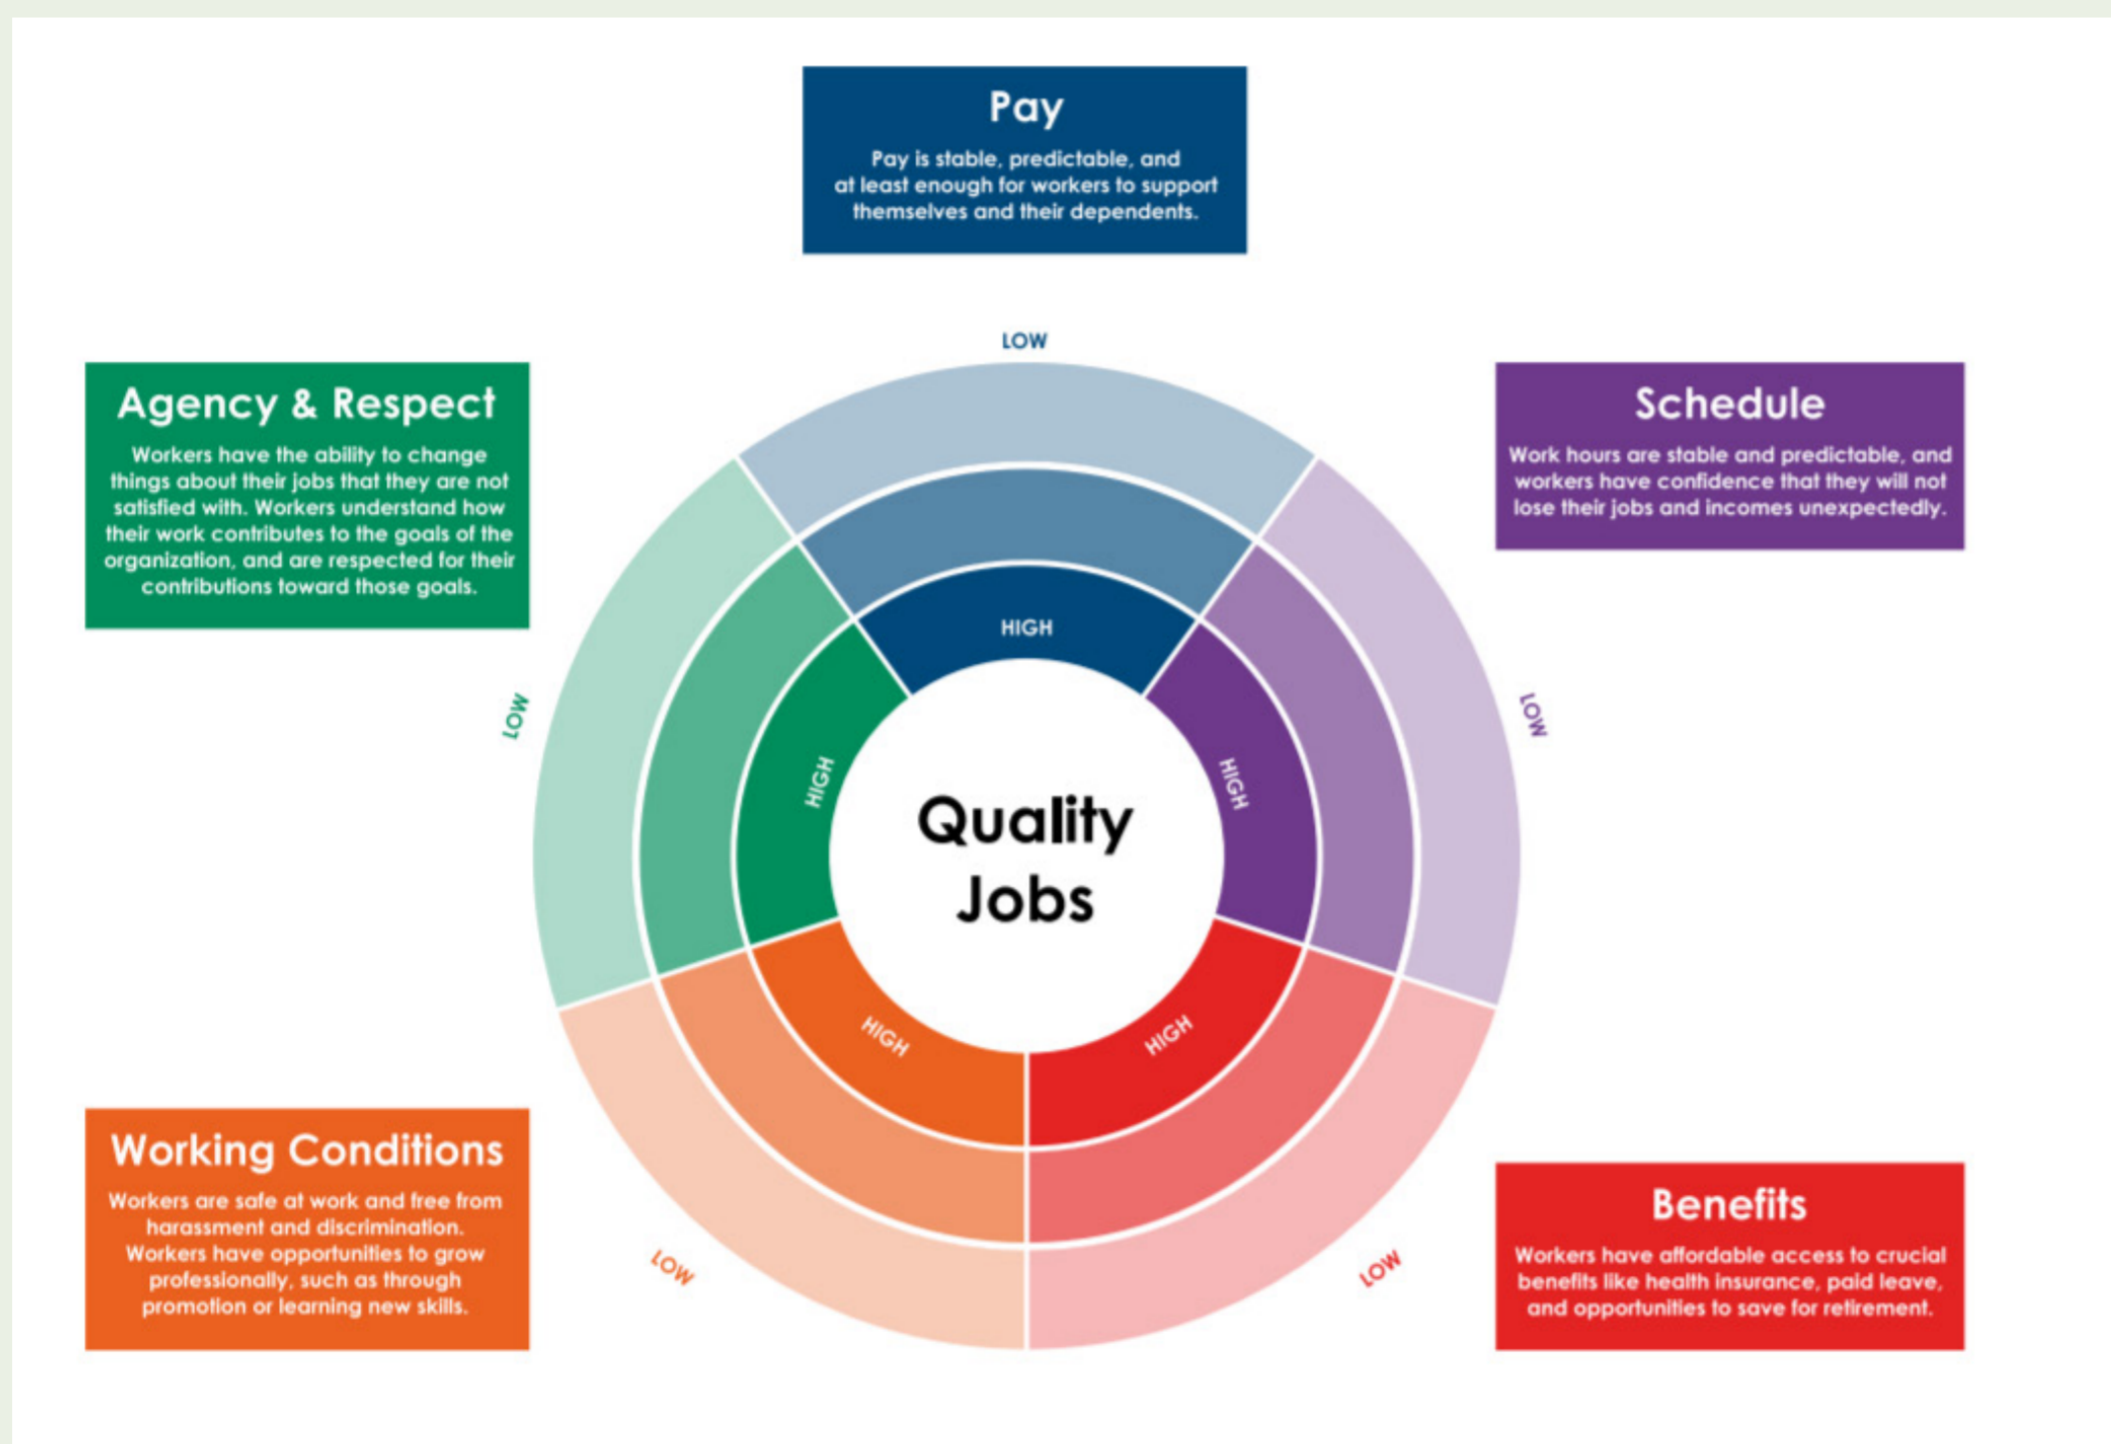 Pay
Pay is stable, predictable, and
at least enough for workers to support
themselves and their dependents.
Agency & Respect
Workers have the ability to change
things about their jobs that they are not
satisfied with. Workers understand how
their work contributes to the goals of the
organization, and are respected for their
contributions toward those goals.
Schedule
Work hours are stable and predictable, and
workers have confidence that they will not
lose their jobs and incomes unexpectedly.
LOW
HIGH
LOW
HIGH
Quality
Jobs
HIGH
LOW
HIGH
HIGH
LOW
LOW
Working Conditions
Workers are safe at work and free from
harassment and discrimination.
Workers have opportunities to grow
professionally, such as through
promotion or learning new skills.
Benefits
Workers have affordable access to crucial
benefits like health insurance, paid leave,
and opportunities to save for retirement.